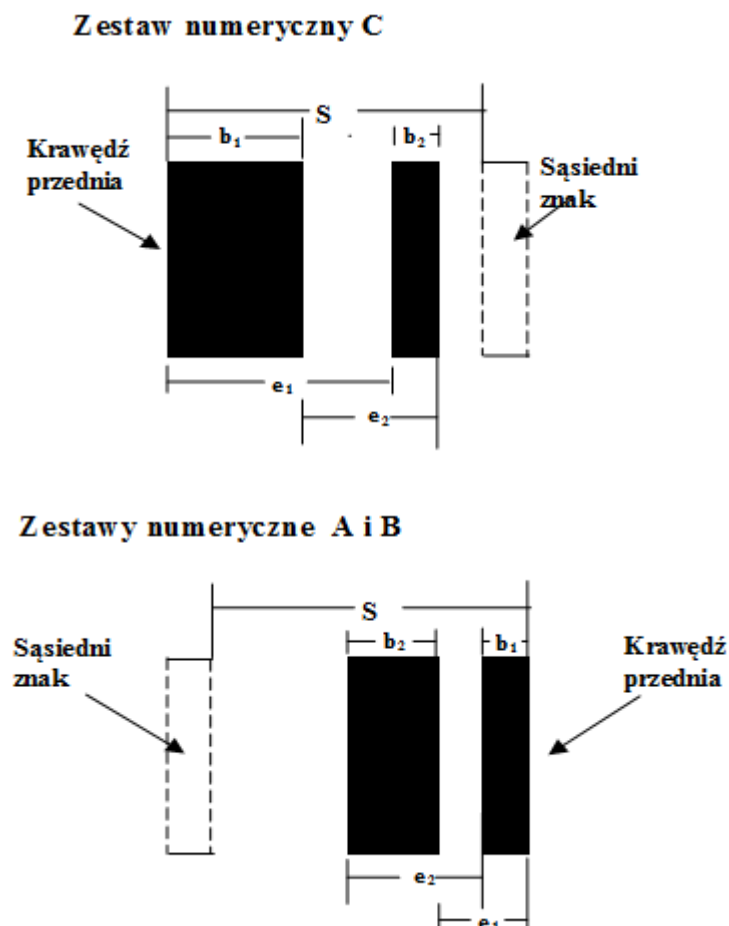 Zestaw numeryczny C
S
b₁
b₂
Krawędź
przednia
Sąsiedni
znak
e₁
e₂
Zestawy numeryczne A i B
S
b₂
b₁
Sąsiedni
znak
Krawędź
przednia
e₂
e₁